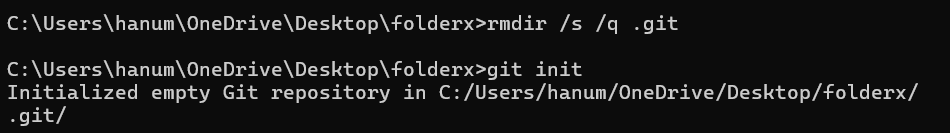 C:\Users\hanum\OneDrive\Desktop\folderx>rmdir /s /q .git
C:\Users\hanum\OneDrive\Desktop\folderx>git init
Initialized empty Git repository in C:/Users/hanum/OneDrive/Desktop/folderx/
.git/